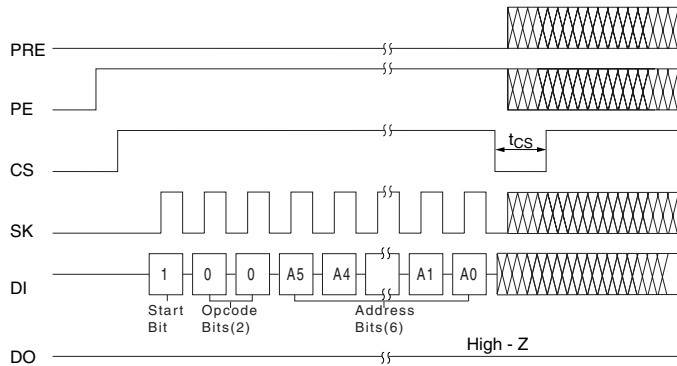 PRE
PE
CS
tCS
SK
DI
1 0 0 A5 A4 A1 A0
Start Bit
Opcode Bits(2)
Address Bits(6)
DO
High - Z